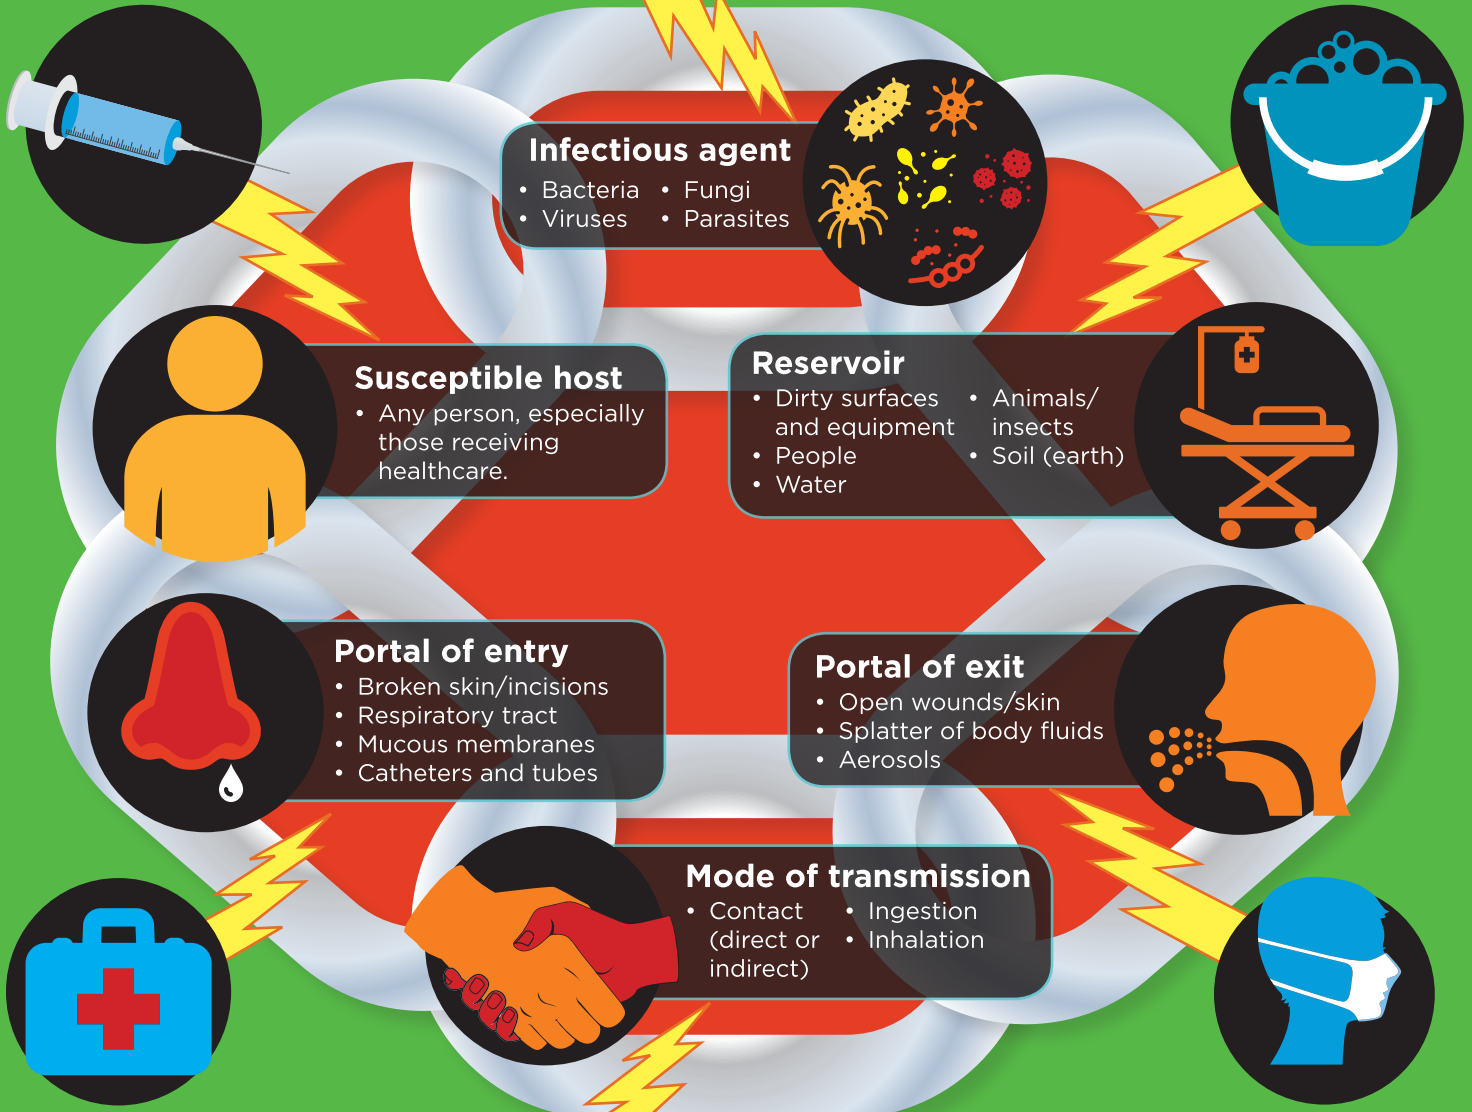 Infectious agent
• Bacteria • Fungi
• Viruses • Parasites
Reservoir
• Dirty surfaces
and equipment
• People
• Water
• Animals/
insects
• Soil (earth)
Portal of exit
• Open wounds/skin
• Splatter of body fluids
• Aerosols
Mode of transmission
• Contact
(direct or
indirect)
• Ingestion
• Inhalation
Portal of entry
• Broken skin/incisions
• Respiratory tract
• Mucous membranes
• Catheters and tubes
Susceptible host
• Any person, especially
those receiving
healthcare.